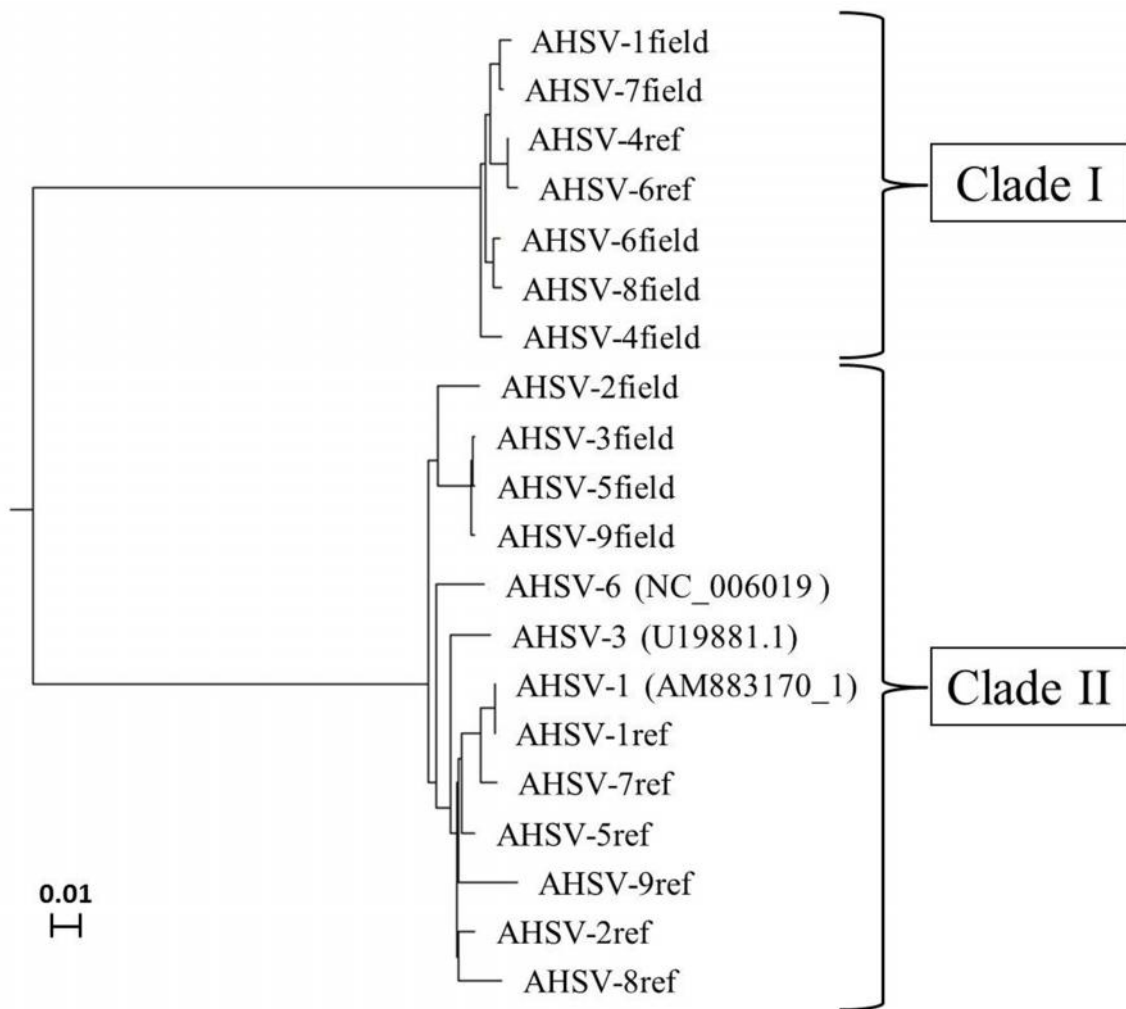 AHSV-1field
AHSV-7field
AHSV-4ref
AHSV-6ref
AHSV-6field
AHSV-8field
AHSV-4field
Clade I
AHSV-2field
AHSV-3field
AHSV-5field
AHSV-9field
AHSV-6 (NC_006019)
AHSV-3 (U19881.1)
AHSV-1 (AM883170_1)
AHSV-1ref
AHSV-7ref
AHSV-5ref
AHSV-9ref
AHSV-2ref
AHSV-8ref
Clade II
0.01